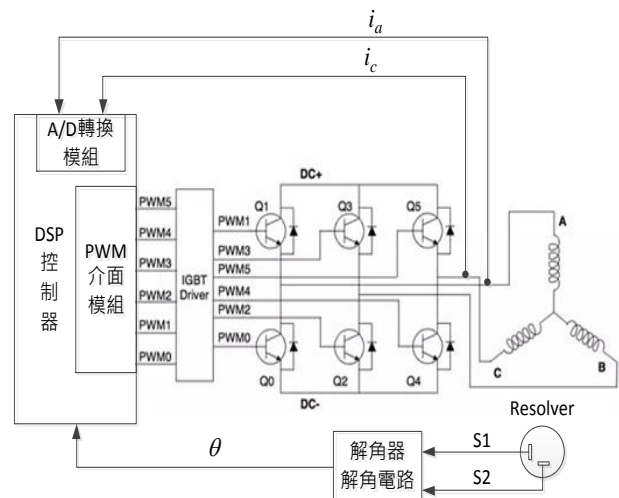 i_a
i_c
A/D轉換
模組
DSP
控
制
器
PWM
介面
模組
PWM5
PWM4
PWM3
PWM2
PWM1
PWM0
IGBT
Driver
PWM1
PWM3
PWM5
PWM4
PWM2
PWM0
DC+
Q1
Q3
Q5
Q0
Q2
Q4
DC-
A
C
B
Resolver
S1
S2
解角器
解角電路
θ